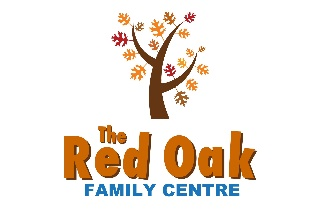 The
Red Oak
FAMILY CENTRE